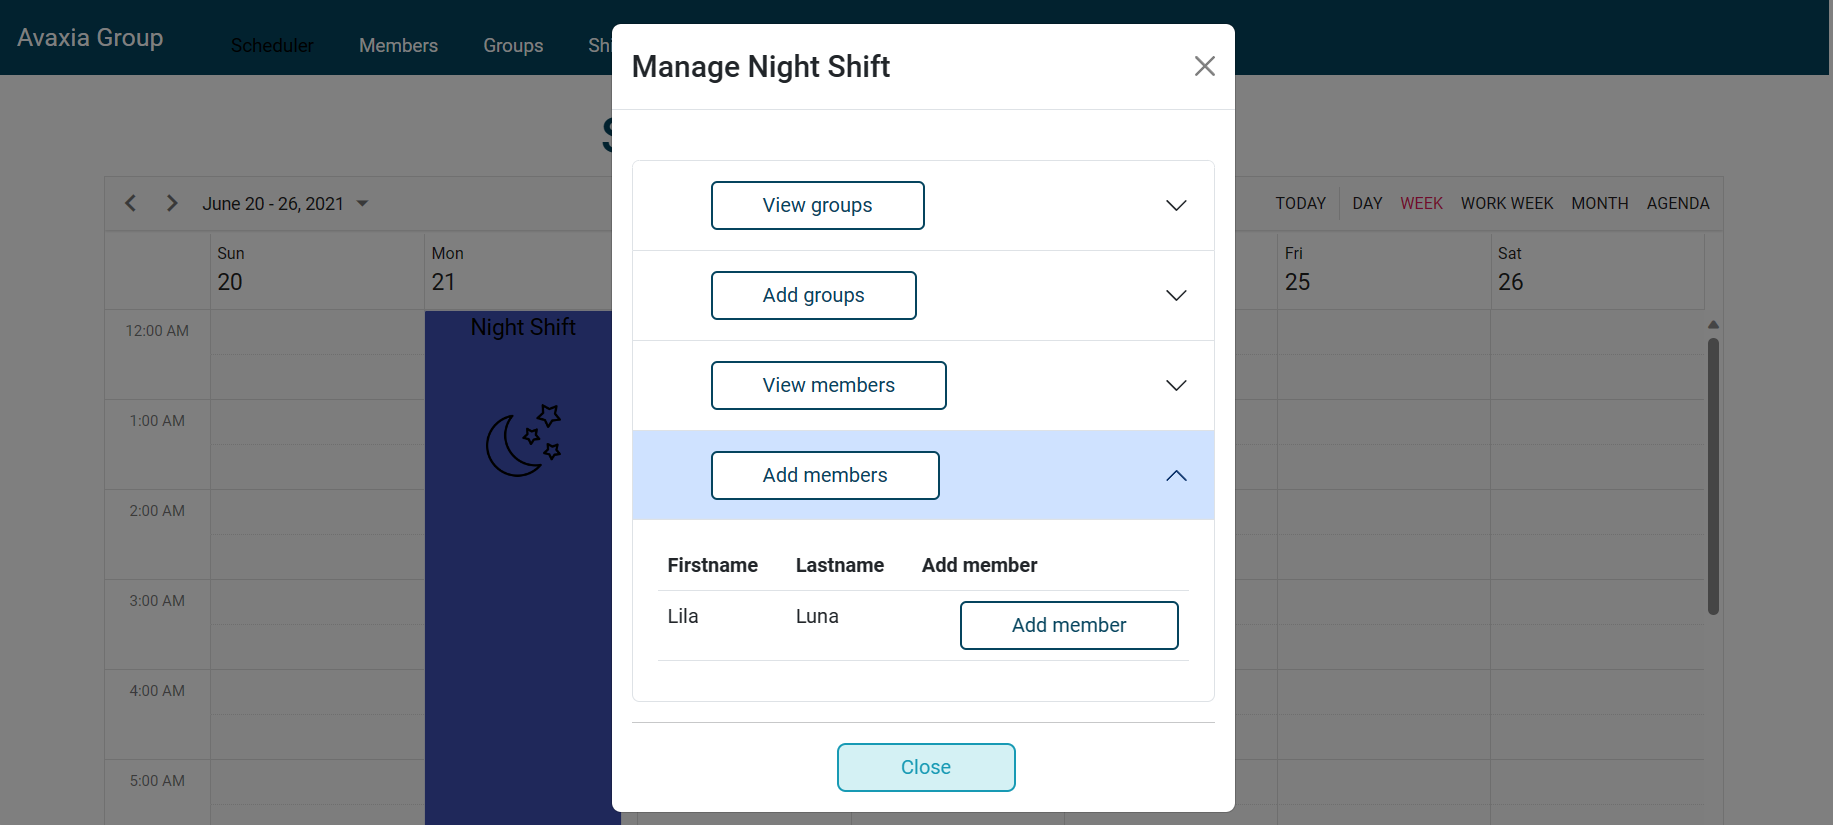 Avaxia Group
Scheduler Members Groups
Manage Night Shift
June 20 - 26, 2021
TODAY DAY WEEK WORK WEEK MONTH AGENDA
View groups
Sun 20
Mon 21
Fri 25
Sat 26
Add groups
12:00 AM
Night Shift
View members
1:00 AM
Add members
2:00 AM
Firstname Lastname Add member
3:00 AM
Lila Luna Add member
4:00 AM
Close
5:00 AM